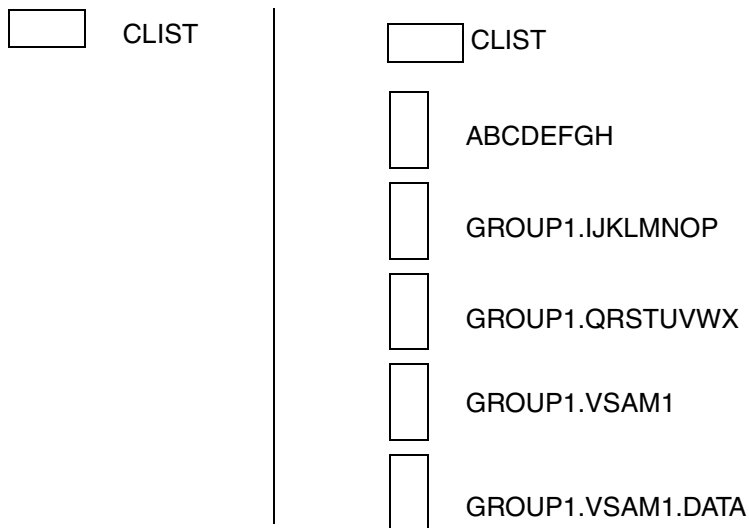 CLIST
CLIST
ABCDEFGH
GROUP1.IJKLMNOP
GROUP1.QRSTUVWX
GROUP1.VSAM1
GROUP1.VSAM1.DATA